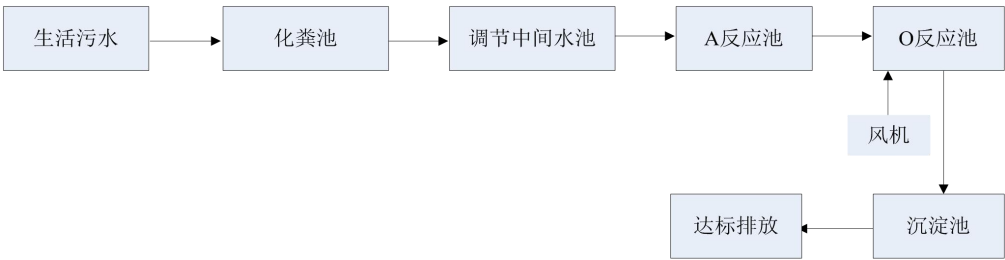 生活污水
化粪池
调节中间水池
A反应池
O反应池
风机
沉淀池
达标排放